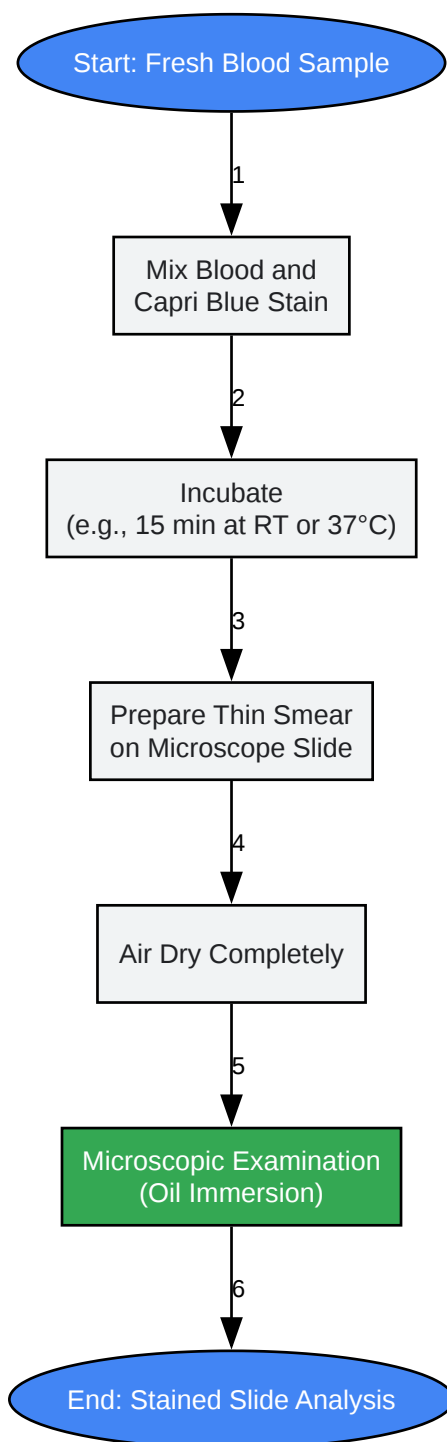 Start: Fresh Blood Sample
1
Mix Blood and
Capri Blue Stain
2
Incubate
(e.g., 15 min at RT or 37°C)
3
Prepare Thin Smear
on Microscope Slide
4
Air Dry Completely
5
Microscopic Examination
(Oil Immersion)
6
End: Stained Slide Analysis